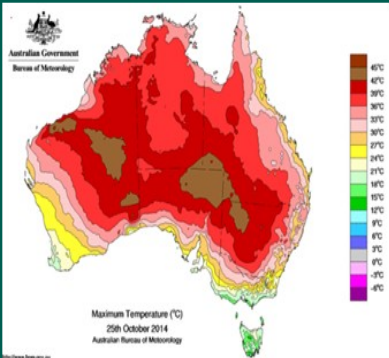 Australian Government
Bureau of Meteorology
45°C
42°C
39°C
36°C
33°C
30°C
27°C
24°C
21°C
18°C
15°C
12°C
9°C
6°C
3°C
0°C
-3°C
-6°C
Maximum Temperature (°C)
25th October 2014
Australian Bureau of Meteorology